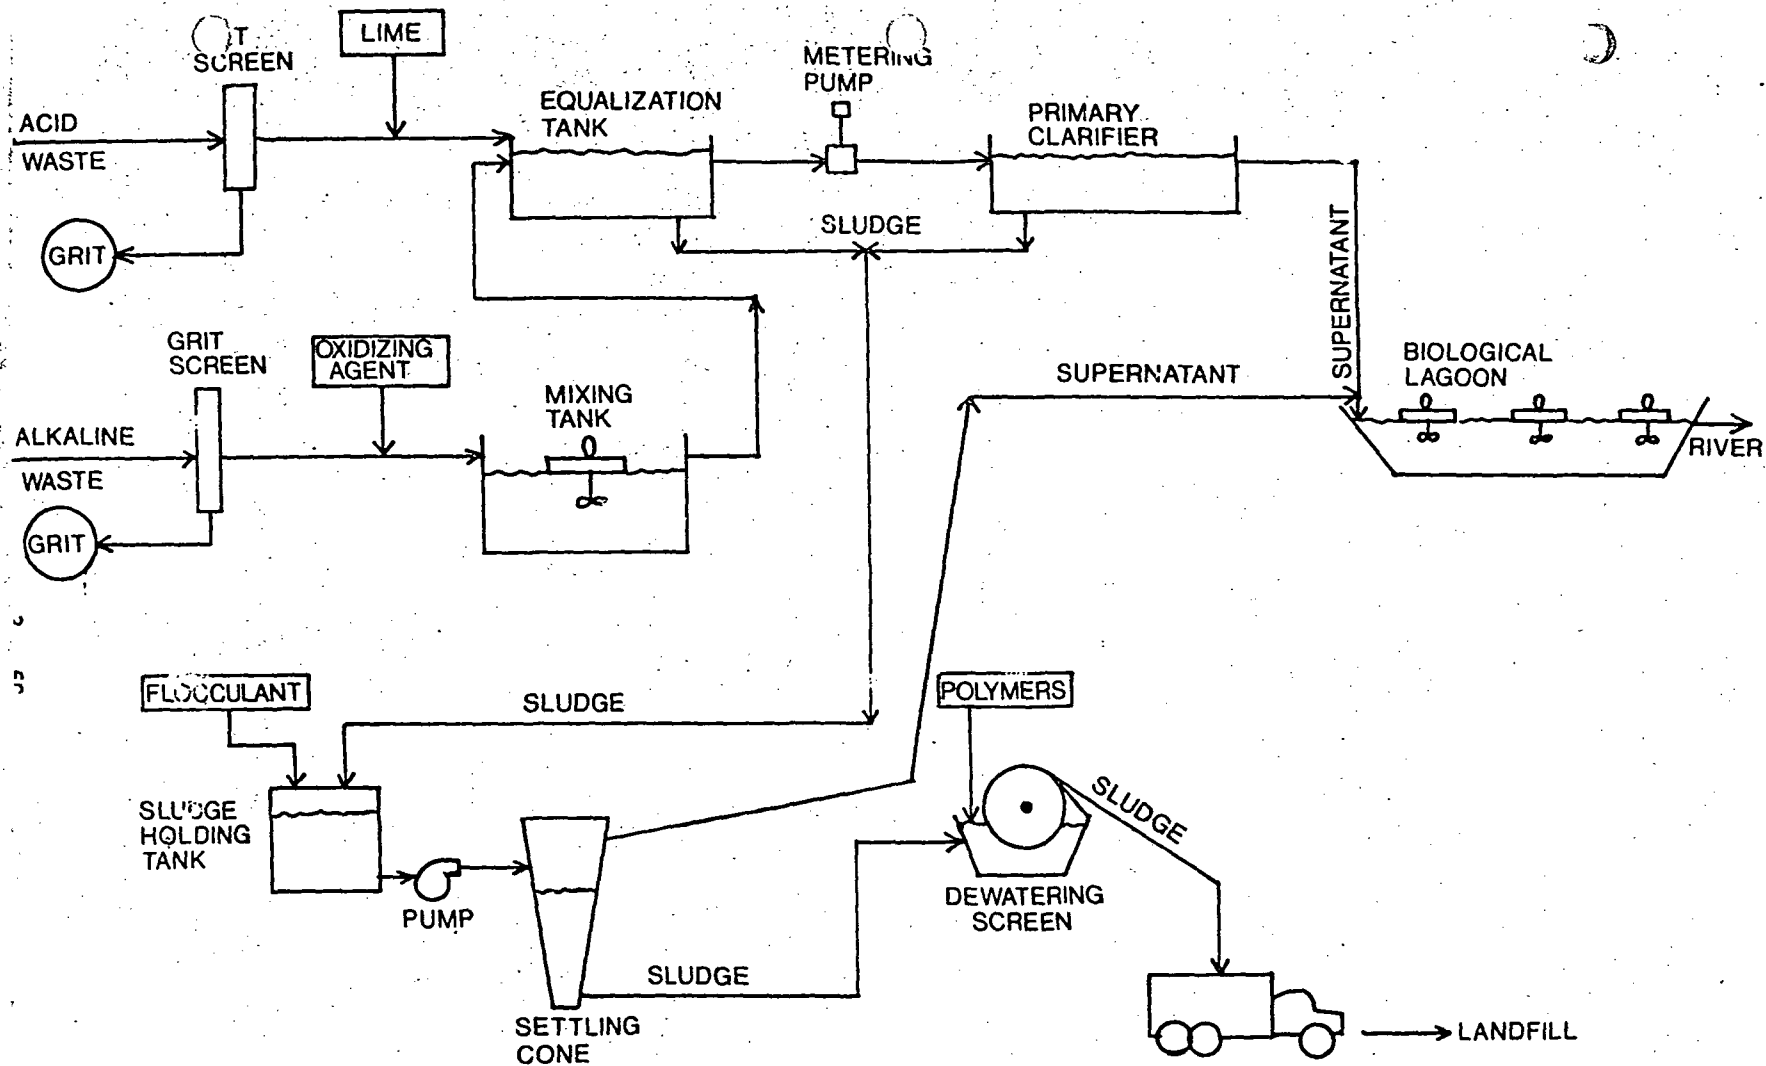 T
SCREEN
LIME
METERING
PUMP
EQUALIZATION
TANK
PRIMARY
CLARIFIER
ACID
WASTE
GRIT
SLUDGE
SUPERNATANT
GRIT
SCREEN
OXIDIZING
AGENT
MIXING
TANK
SUPERNATANT
BIOLOGICAL
LAGOON
RIVER
ALKALINE
WASTE
GRIT
FLOCCULANT
SLUDGE
POLYMERS
SLUDGE
HOLDING
TANK
PUMP
SLUDGE
DEWATERING
SCREEN
SLUDGE
SETTLING
CONE
LANDFILL